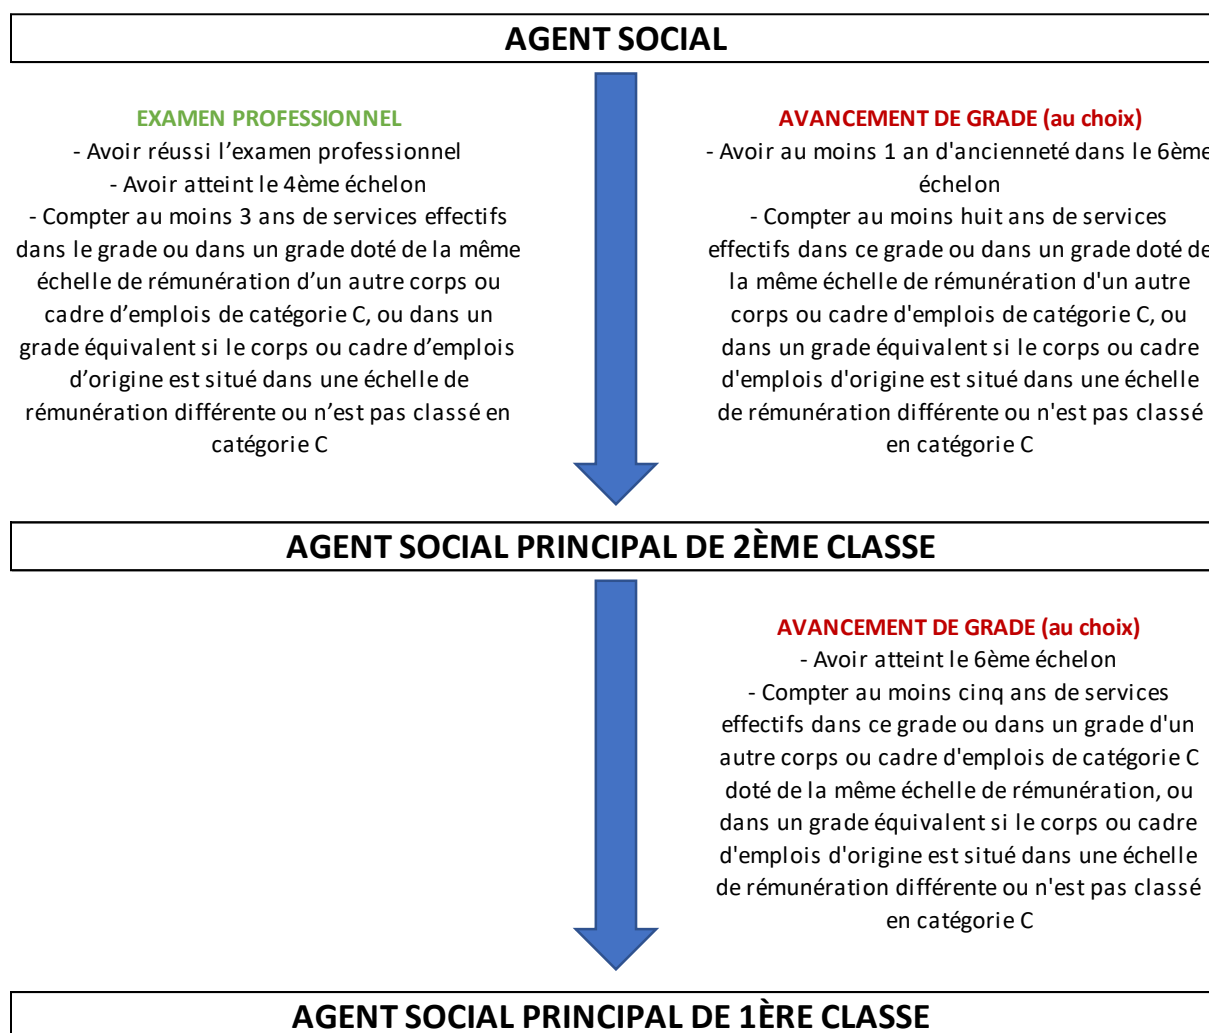 AGENT SOCIAL
EXAMEN PROFESSIONNEL
- Avoir réussi l’examen professionnel
- Avoir atteint le 4ème échelon
- Compter au moins 3 ans de services effectifs
dans le grade ou dans un grade doté de la même
échelle de rémunération d’un autre corps ou
cadre d’emplois de catégorie C, ou dans un
grade équivalent si le corps ou cadre d’emplois
d’origine est situé dans une échelle de
rémunération différente ou n’est pas classé en
catégorie C
AVANCEMENT DE GRADE (au choix)
- Avoir au moins 1 an d'ancienneté dans le 6ème
échelon
- Compter au moins huit ans de services
effectifs dans ce grade ou dans un grade doté de
la même échelle de rémunération d'un autre
corps ou cadre d'emplois de catégorie C, ou
dans un grade équivalent si le corps ou cadre
d'emplois d'origine est situé dans une échelle
de rémunération différente ou n'est pas classé
en catégorie C
AGENT SOCIAL PRINCIPAL DE 2ÈME CLASSE
AVANCEMENT DE GRADE (au choix)
- Avoir atteint le 6ème échelon
- Compter au moins cinq ans de services
effectifs dans ce grade ou dans un grade d'un
autre corps ou cadre d'emplois de catégorie C
doté de la même échelle de rémunération, ou
dans un grade équivalent si le corps ou cadre
d'emplois d'origine est situé dans une échelle
de rémunération différente ou n'est pas classé
en catégorie C
AGENT SOCIAL PRINCIPAL DE 1ÈRE CLASSE